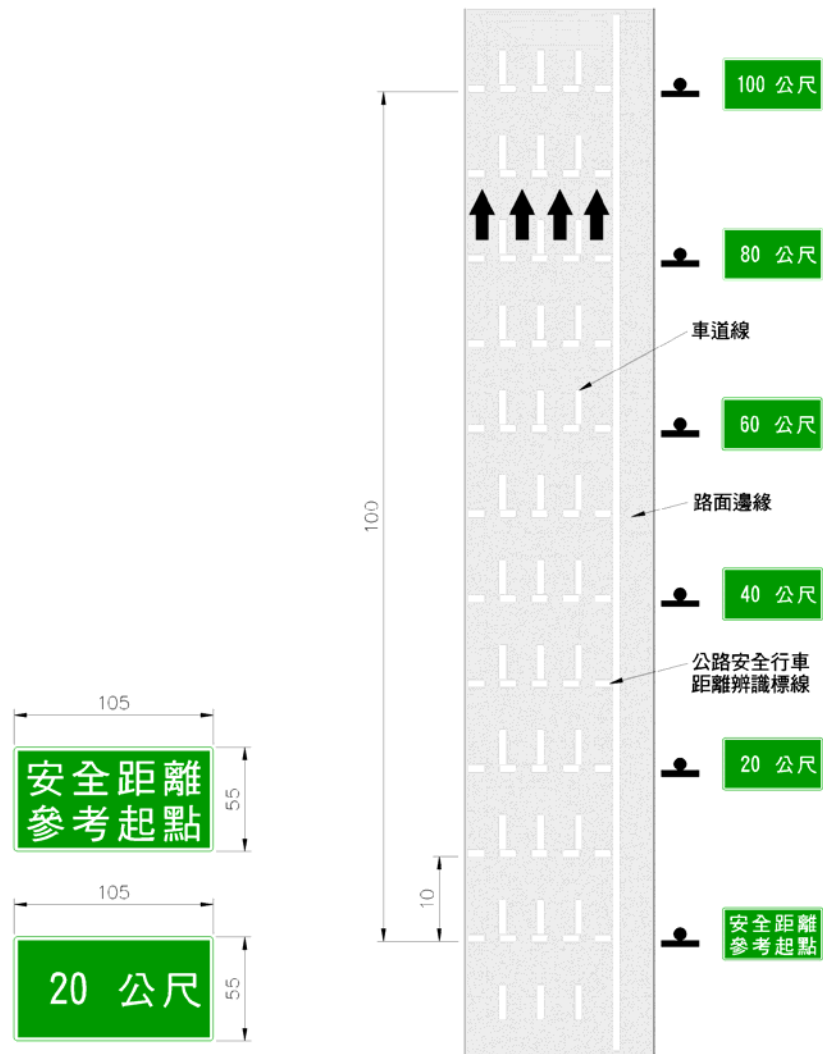 100 公尺
80 公尺
車道線
60 公尺
100
路面邊緣
40 公尺
公路安全行車
距離辨識標線
20 公尺
10
安全距離
參考起點
105
安全距離
參考起點
55
105
20 公尺
55